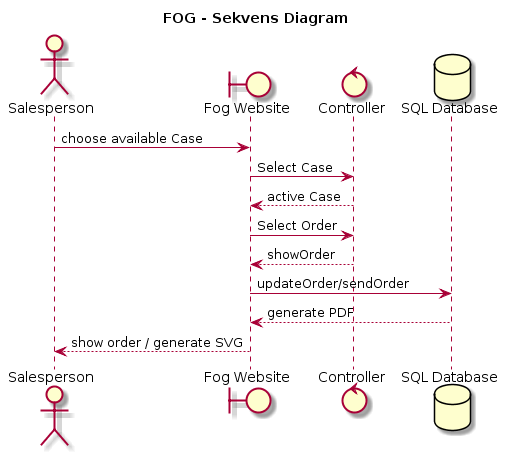 FOG - Sekvens Diagram
Salesperson Fog Website Controller SQL Database
choose available Case
Select Case
active Case
Select Order
showOrder
updateOrder/sendOrder
generate PDF
show order / generate SVG
Salesperson Fog Website Controller SQL Database